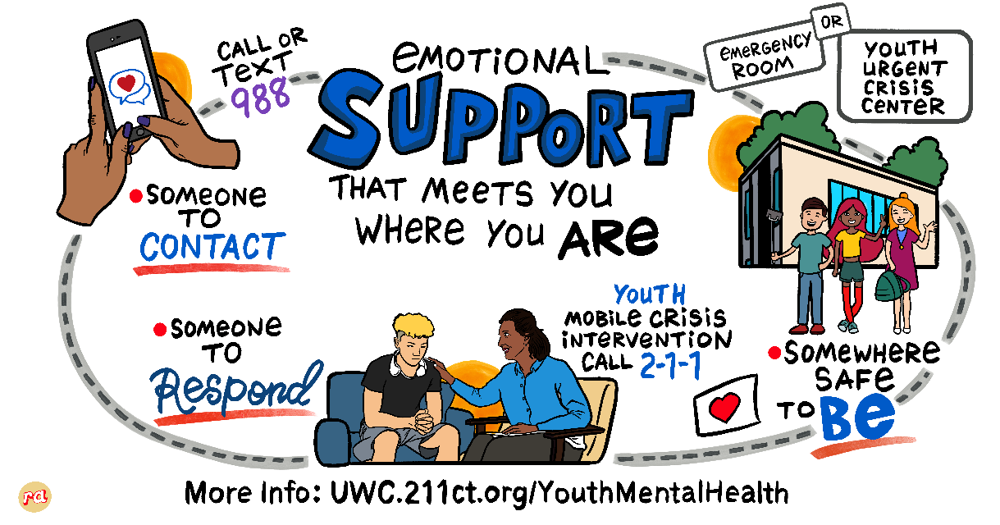 CALL OR
TEXT
988
EMOTIONAL
SUPPORT
THAT MEETS YOU
WHERE YOU ARE
EMERGENCY
ROOM
OR
YOUTH
URGENT
CRISIS
CENTER
SOMEONE
TO
CONTACT
SOMEONE
TO
Respond
YOUTH
MOBILE CRISIS
INTERVENTION
CALL 2-1-1
SOMEWHERE
SAFE
TO BE
More Info: UWC.211ct.org/YouthMentalHealth
rd